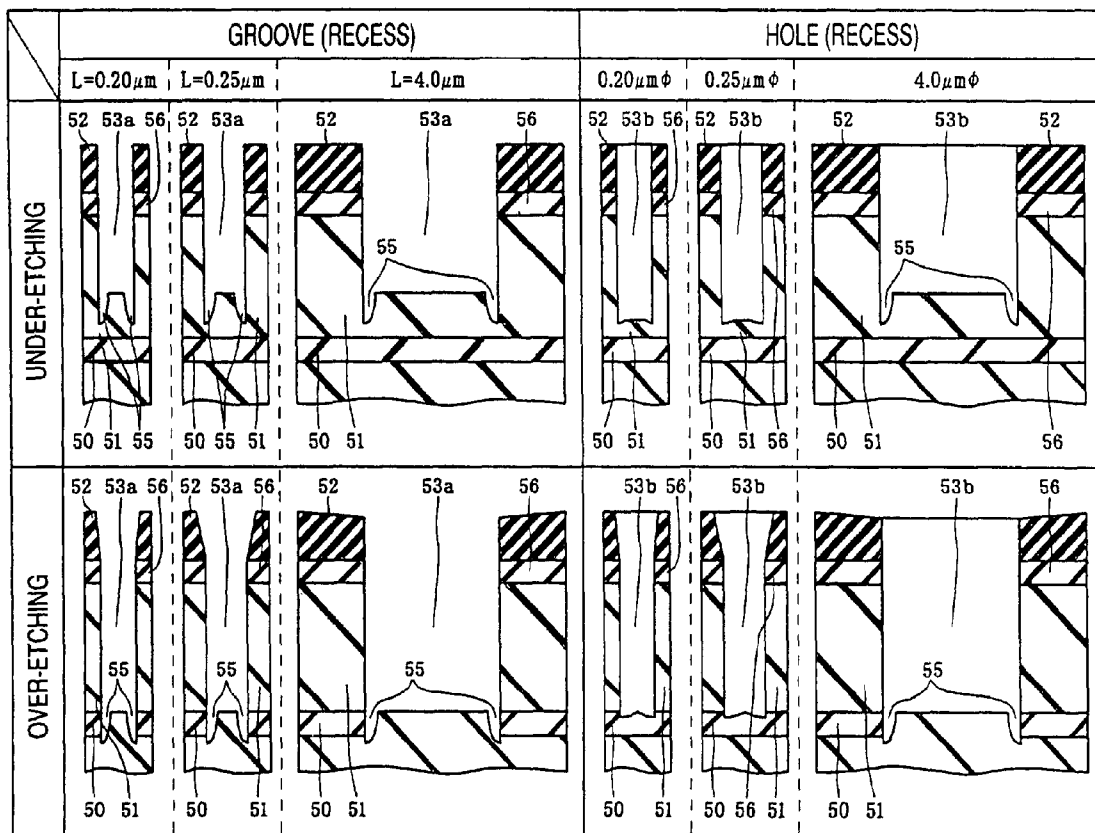 GROOVE (RECESS) HOLE (RECESS)
L=0.20μm L=0.25μm L=4.0μm 0.20μmφ 0.25μmφ 4.0μmφ
UNDER-ETCHING
52 53a 56 52 53a 52 53a 56 52 53b 52 53b 52 53b 52
56
55 55
50 51 55 50 55 51 50 51 50 51 50 51 56 50 51 56
OVER-ETCHING
52 53a 56 52 53a 56 52 53a 56 53b 56 53b 53b 56
56
55 55 55 55
51
50 51 50 51 50 51 50 51 50 56 51 50 51